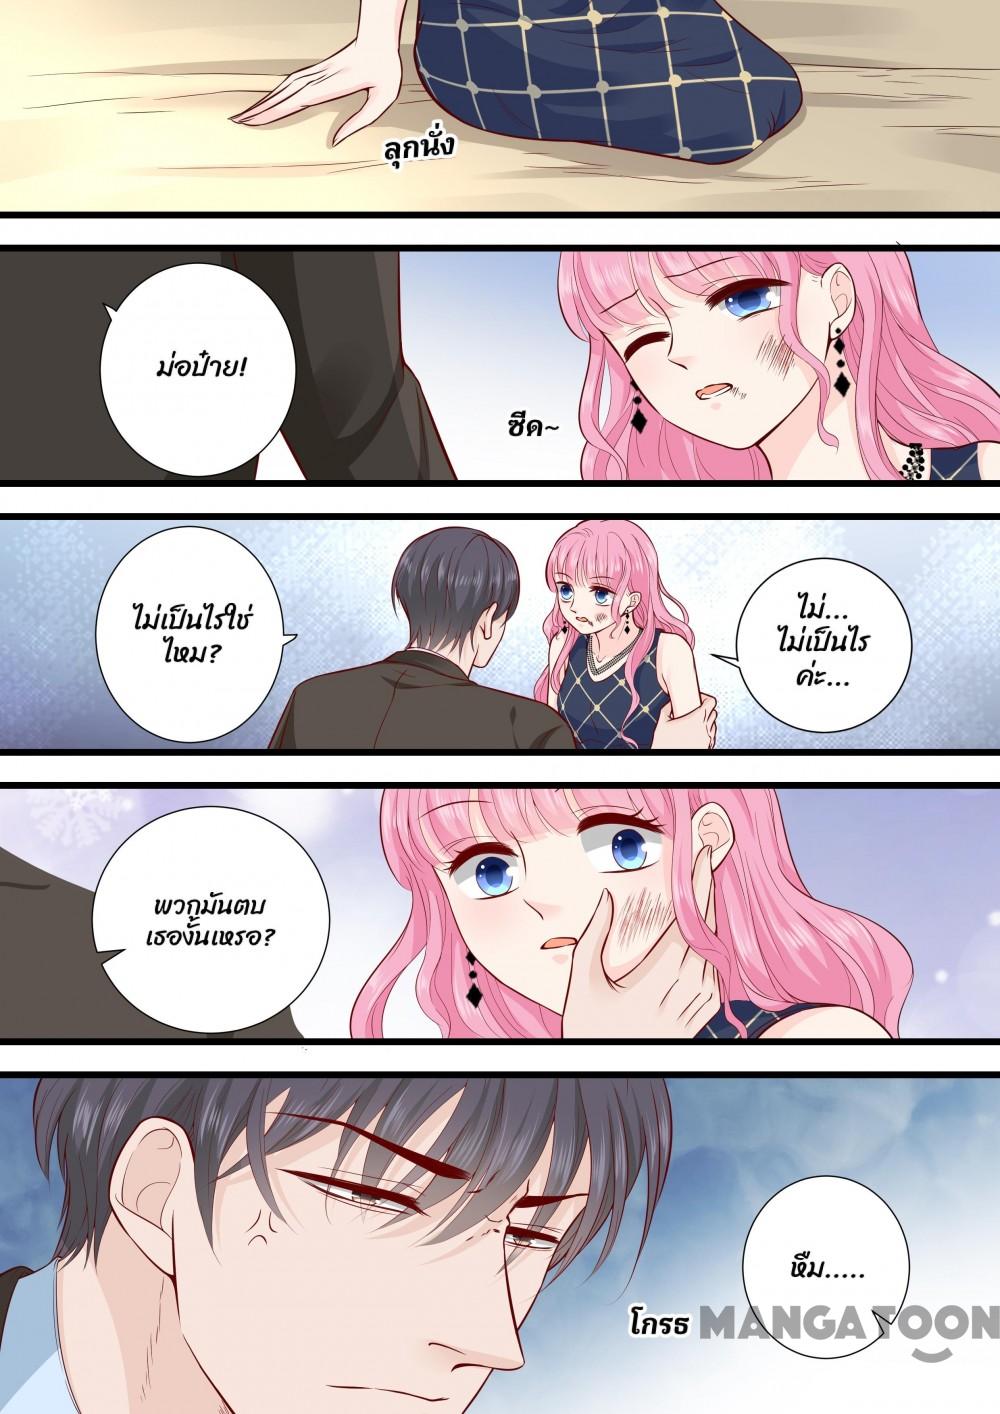 ลุกนั่ง
ม่อป๋าย!
ซี๊ด~
ไม่เป็นไรใช่
ไหม?
ไม่...
ไม่เป็นไร
ค่ะ...
พวกมันตบ
เธองั้นเหรอ?
หืม.....
โกรธ
MANGATOON